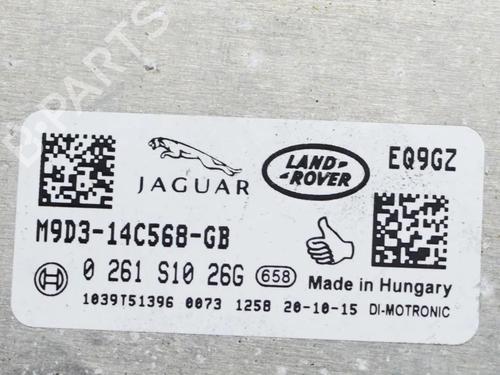 B-PARTS
JAGUAR
LAND-
ROVER
EQ9GZ
M9D3-14C568-GB
0 261 S10 26G 658 Made in Hungary
1039T51396 0073 1258 20-10-15 DI-MOTRONIC